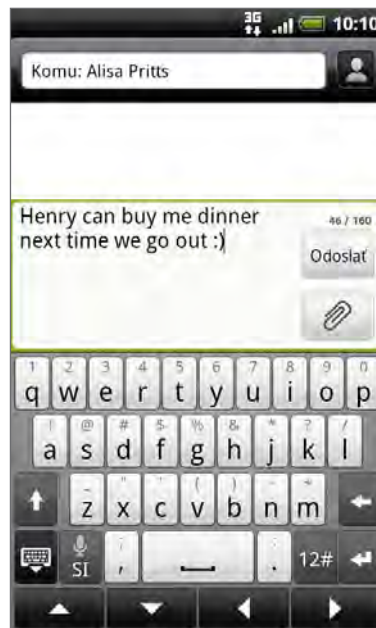 3G 10:10
Komu: Alisa Pritts
Henry can buy me dinner
46 / 160
next time we go out :)
Odoslať
1 2 3 4 5 6 7 8 9 0
q w e r t y u i o p
! @ # $ % & * ? /
a s d f g h j k l
_ " ' ( ) - +
z x c v b n m
SI , . 12#